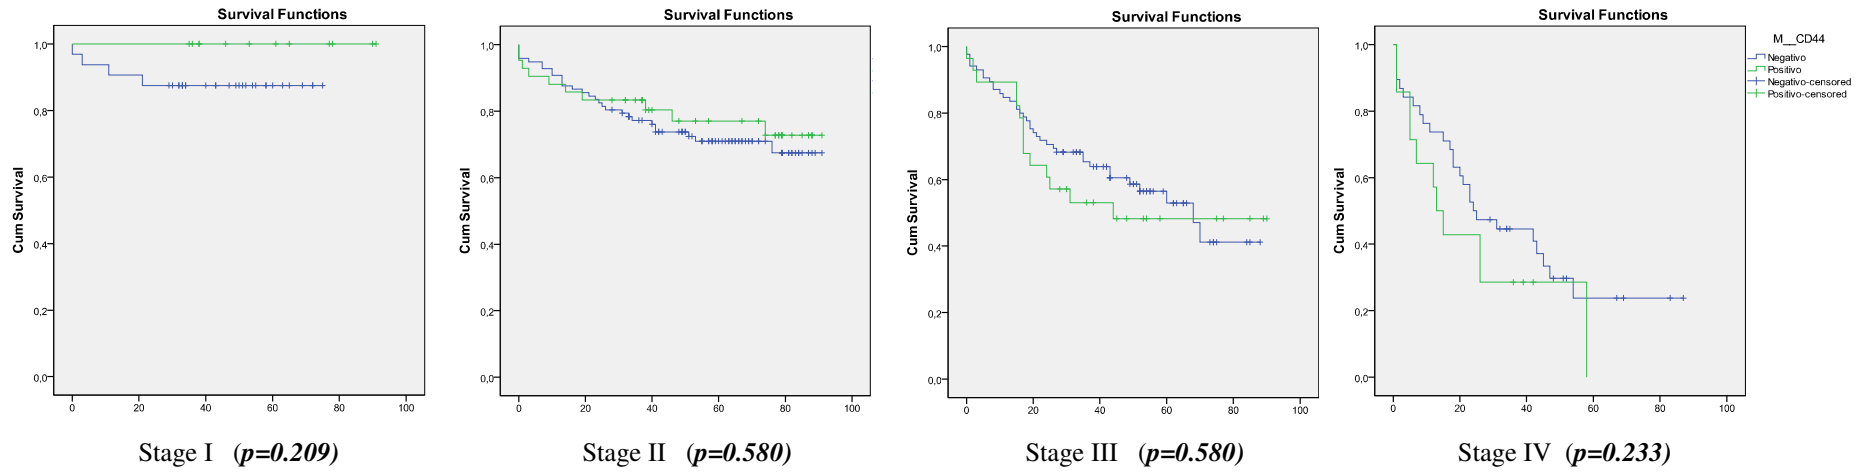 Survival Functions
Cum Survival
1,0
0,8
0,6
0,4
0,2
0,0
0 20 40 60 80 100
Stage I (p=0.209)
Survival Functions
Cum Survival
1,0
0,8
0,6
0,4
0,2
0,0
0 20 40 60 80 100
Stage II (p=0.580)
Survival Functions
Cum Survival
1,0
0,8
0,6
0,4
0,2
0,0
0 20 40 60 80 100
Stage III (p=0.580)
Survival Functions
Cum Survival
1,0
0,8
0,6
0,4
0,2
0,0
0 20 40 60 80 100
Stage IV (p=0.233)
M__CD44
Negativo
Positivo
Negativo-censored
Positivo-censored